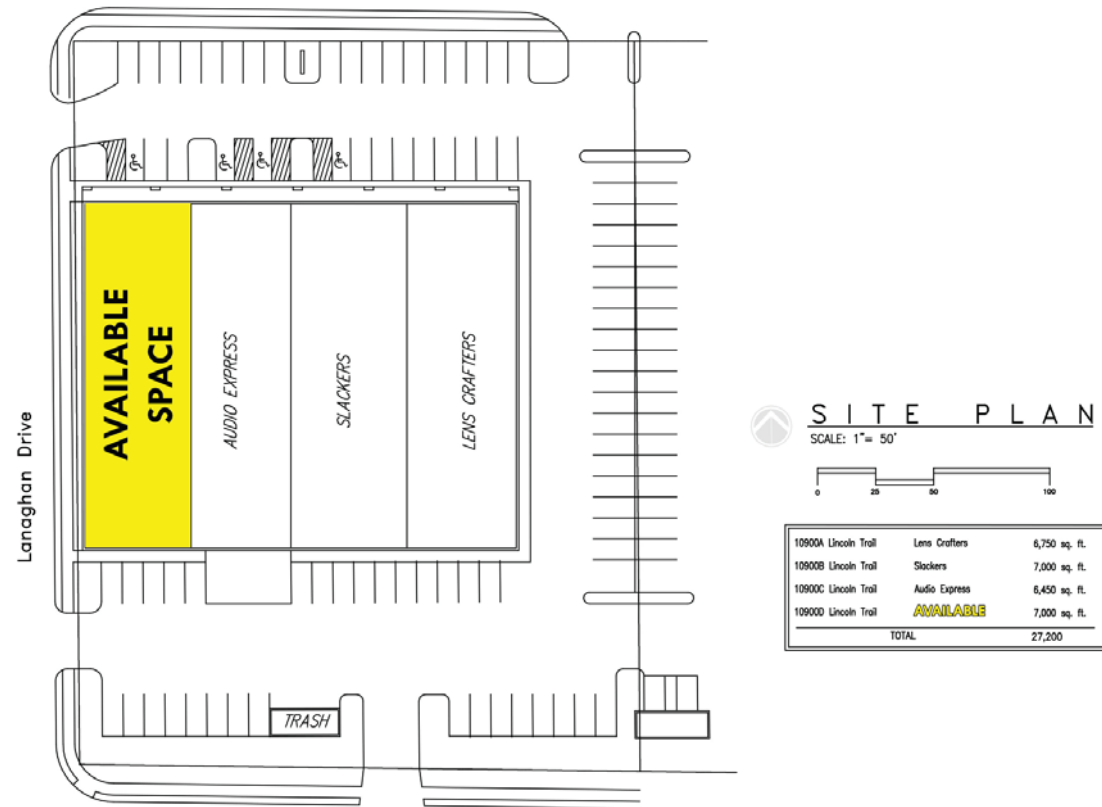 AVAILABLE
SPACE
AUDIO EXPRESS
SLACKERS
LENS CRAFTERS
Lanaghan Drive
TRASH
SITE PLAN
SCALE: 1"= 50'
0 25 50 100
10900A Lincoln Trail Lens Crafters 6,750 sq. ft.
10900B Lincoln Trail Slackers 7,000 sq. ft.
10900C Lincoln Trail Audio Express 6,450 sq. ft.
10900D Lincoln Trail AVAILABLE 7,000 sq. ft.
TOTAL 27,200